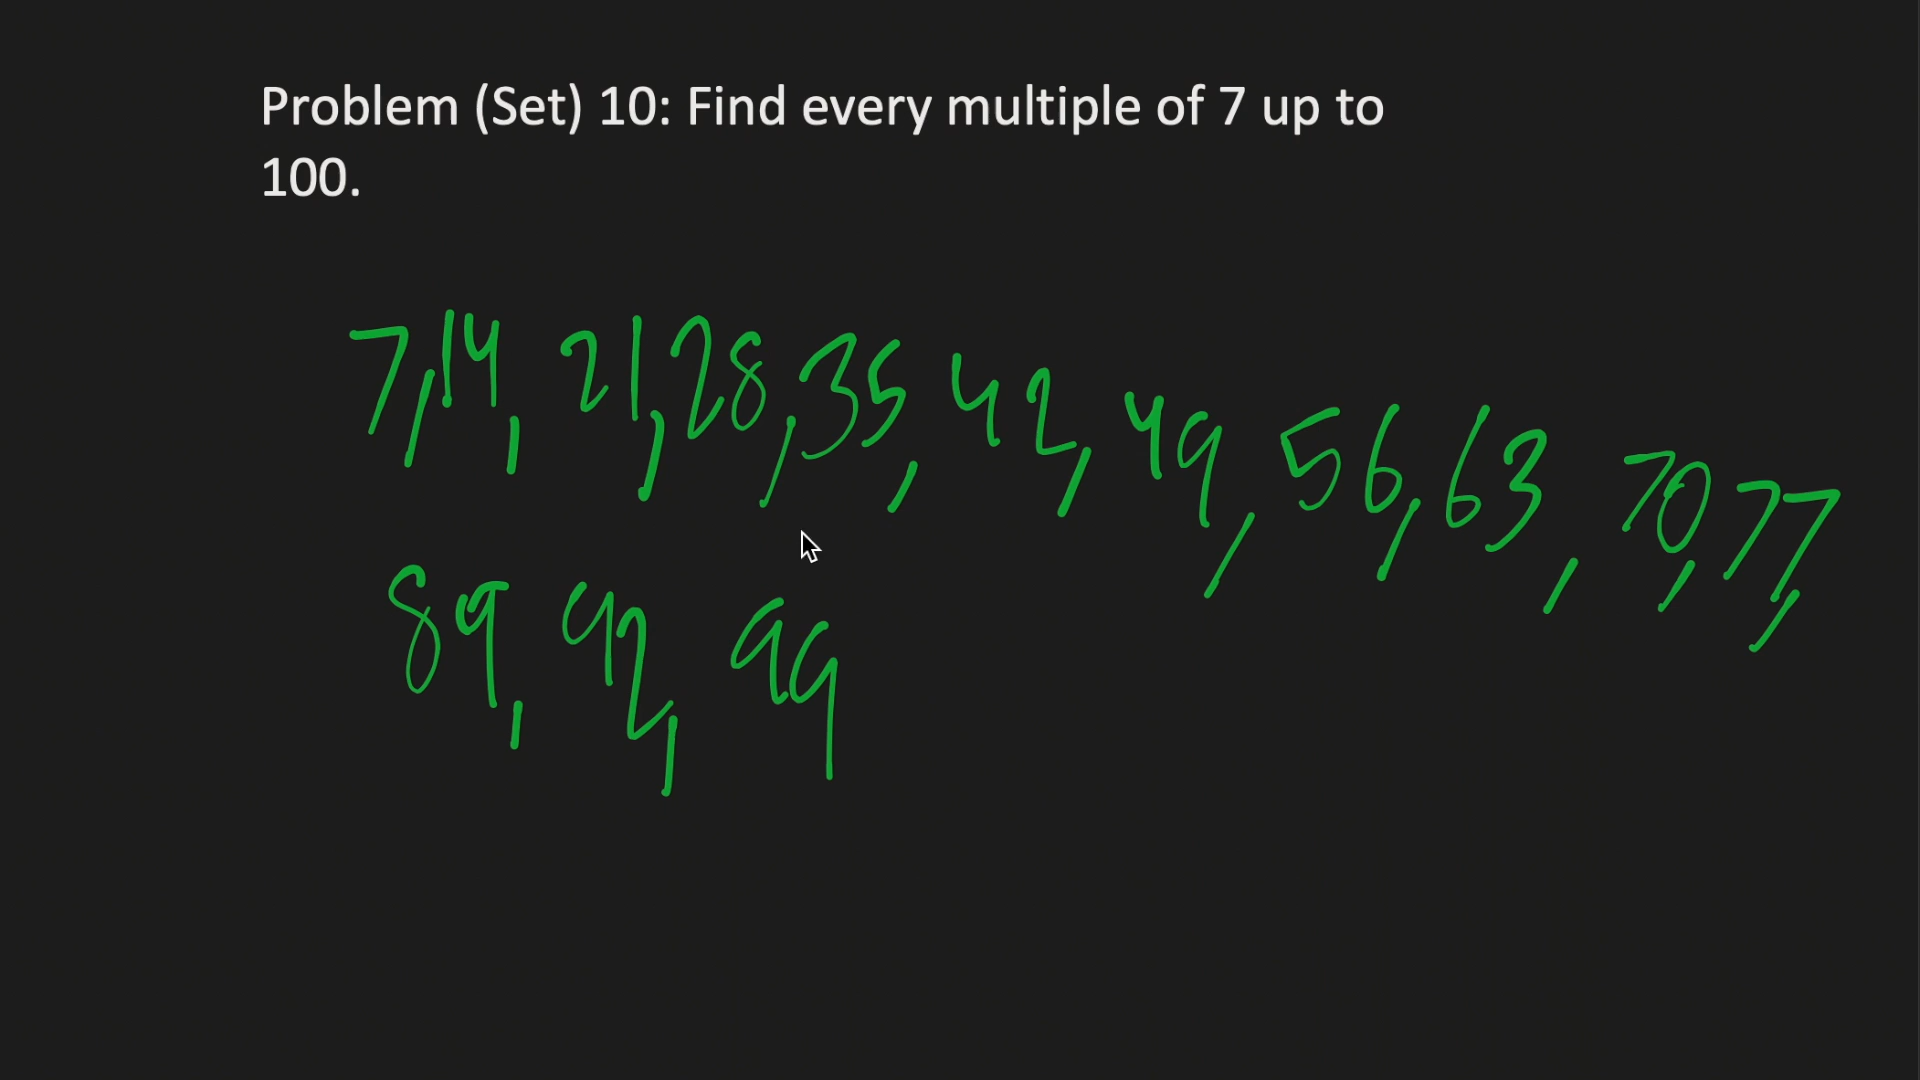 Problem (Set) 10: Find every multiple of 7 up to
100.
7, 14, 21, 28, 35, 42, 49, 56, 63, 70, 77,
89, 92, 99